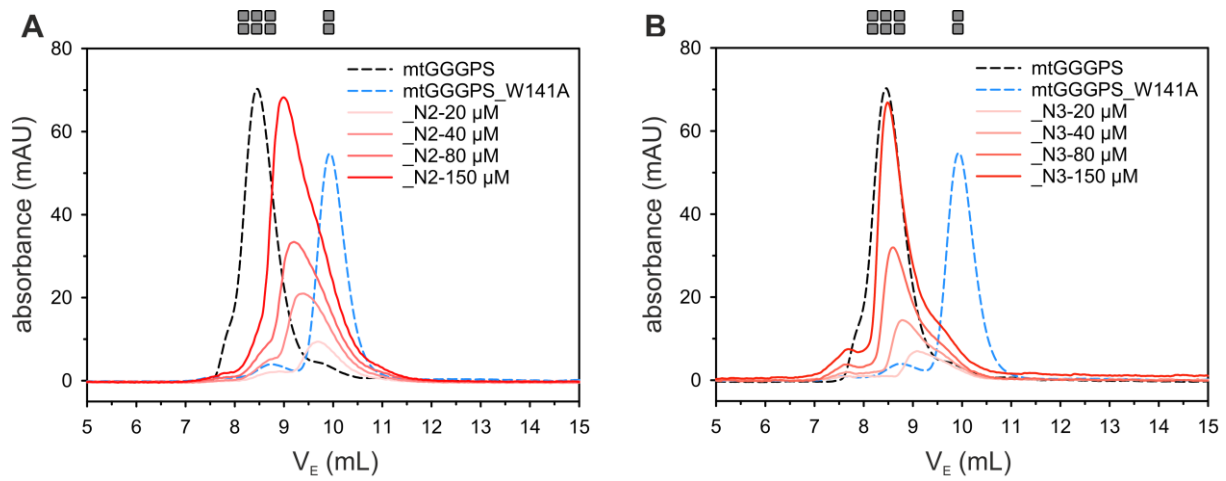 A
80
60
40
20
0
absorbance (mAU)
mtGGGPS
mtGGGPS_W141A
_N2-20 µM
_N2-40 µM
_N2-80 µM
_N2-150 µM
5 6 7 8 9 10 11 12 13 14 15
VE (mL)
B
80
60
40
20
0
absorbance (mAU)
mtGGGPS
mtGGGPS_W141A
_N3-20 µM
_N3-40 µM
_N3-80 µM
_N3-150 µM
5 6 7 8 9 10 11 12 13 14 15
VE (mL)